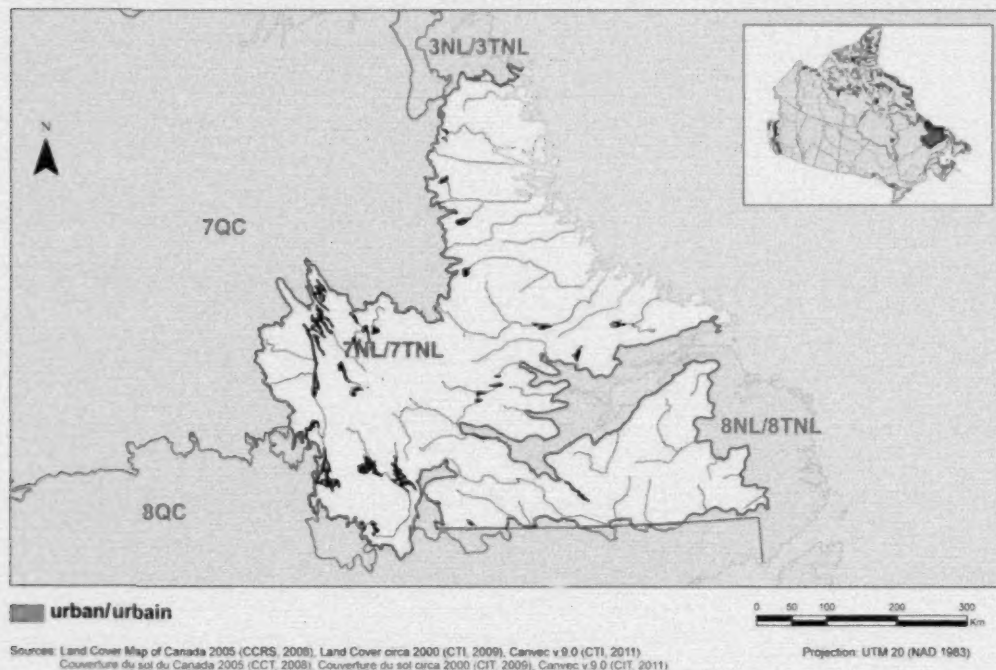 3NL/3TNL
N
7QC
7NL/7TNL
8NL/8TNL
8QC
urban/urbain
0 50 100 200 300
Km
Sources: Land Cover Map of Canada 2005 (CCRS, 2008), Land Cover circa 2000 (CTI, 2009), Canvec v 9.0 (CTI, 2011)
Projection: UTM 20 (NAD 1983)
Couverture du sol du Canada 2005 (CCT, 2008), Couverture du sol circa 2000 (CIT, 2009), Canvec v 9.0 (CIT, 2011)